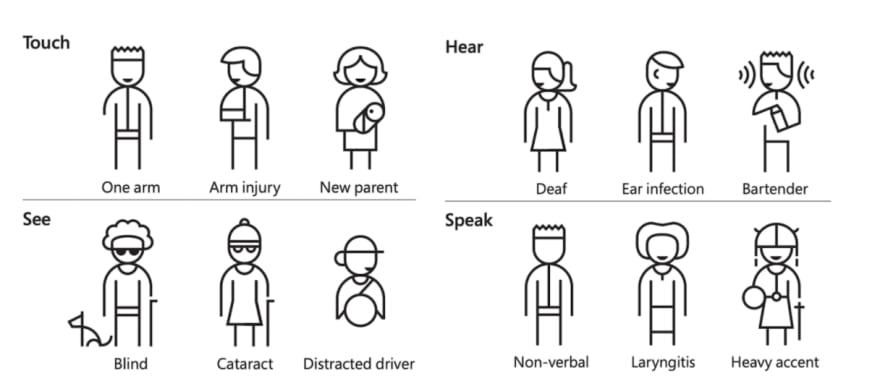 Touch
One arm
Arm injury
New parent
Hear
Deaf
Ear infection
Bartender
See
Blind
Cataract
Distracted driver
Speak
Non-verbal
Laryngitis
Heavy accent